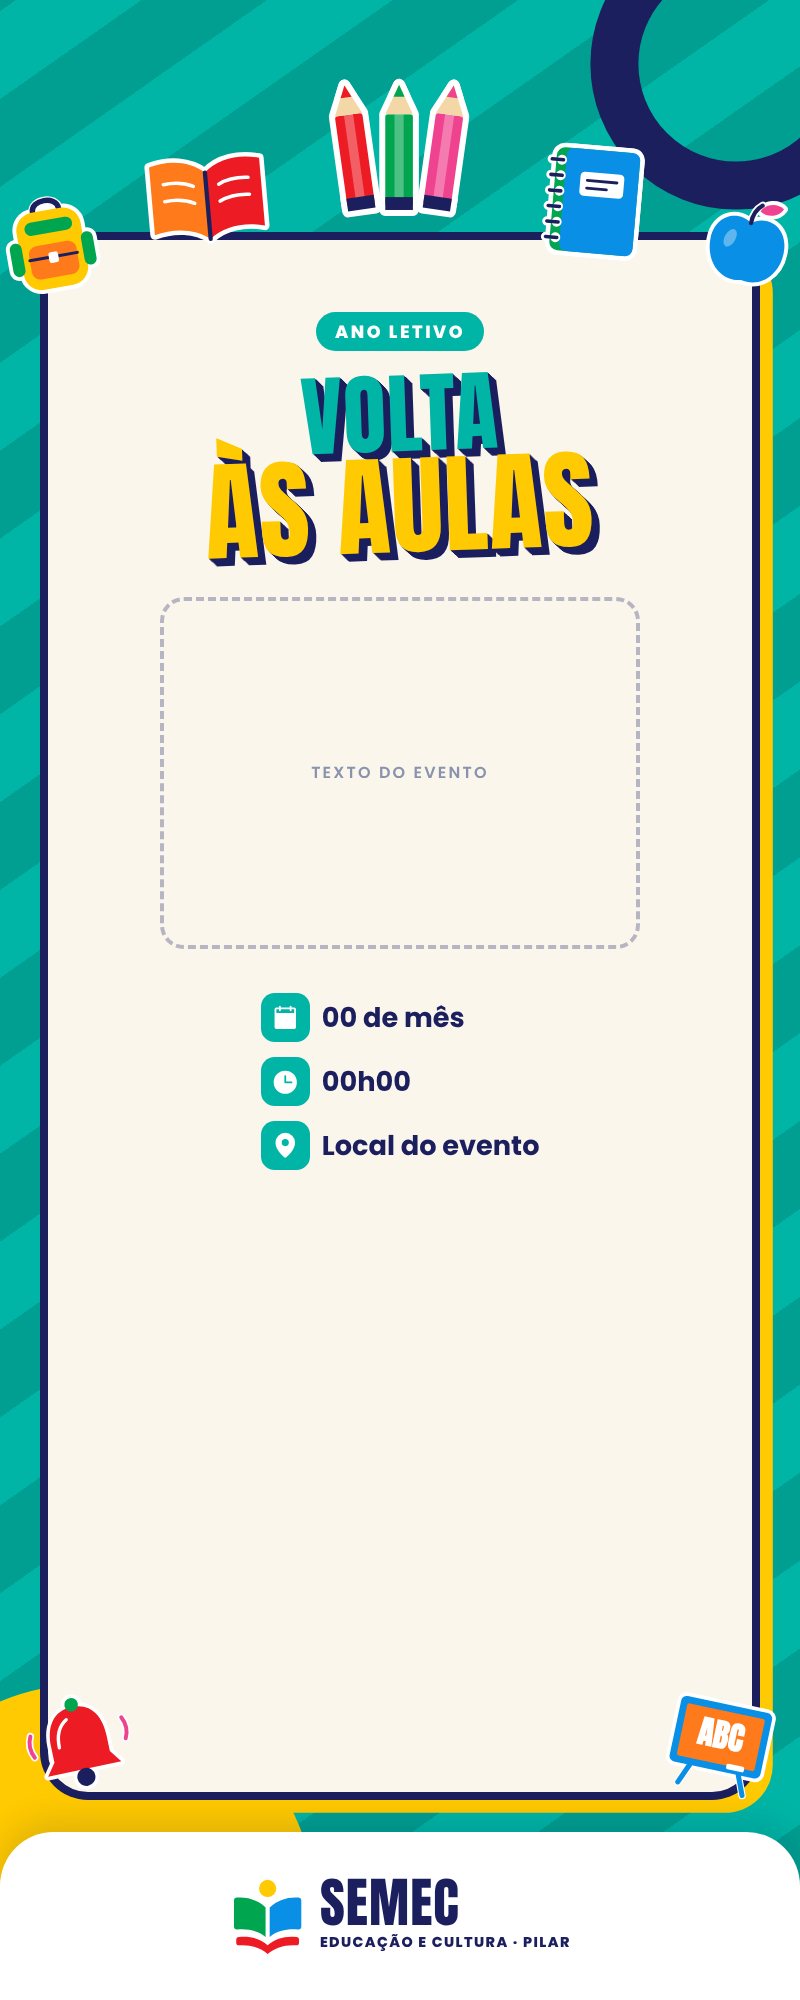 ANO LETIVO
VOLTA
ÀS AULAS
TEXTO DO EVENTO
00 de mês
00h00
Local do evento
ABC
SEMEC
EDUCAÇÃO E CULTURA · PILAR